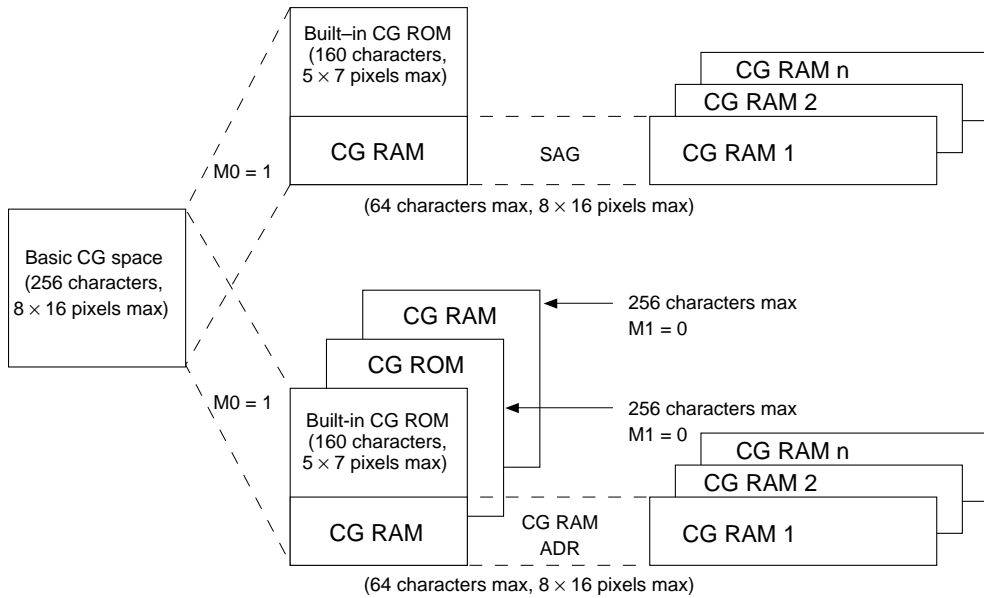 Built–in CG ROM
(160 characters,
5 × 7 pixels max)
CG RAM
M0 = 1
SAG
CG RAM n
CG RAM 2
CG RAM 1
(64 characters max, 8 × 16 pixels max)
Basic CG space
(256 characters,
8 × 16 pixels max)
CG RAM
256 characters max
M1 = 0
CG ROM
256 characters max
M1 = 0
M0 = 1
Built-in CG ROM
(160 characters,
5 × 7 pixels max)
CG RAM
CG RAM
ADR
CG RAM n
CG RAM 2
CG RAM 1
(64 characters max, 8 × 16 pixels max)